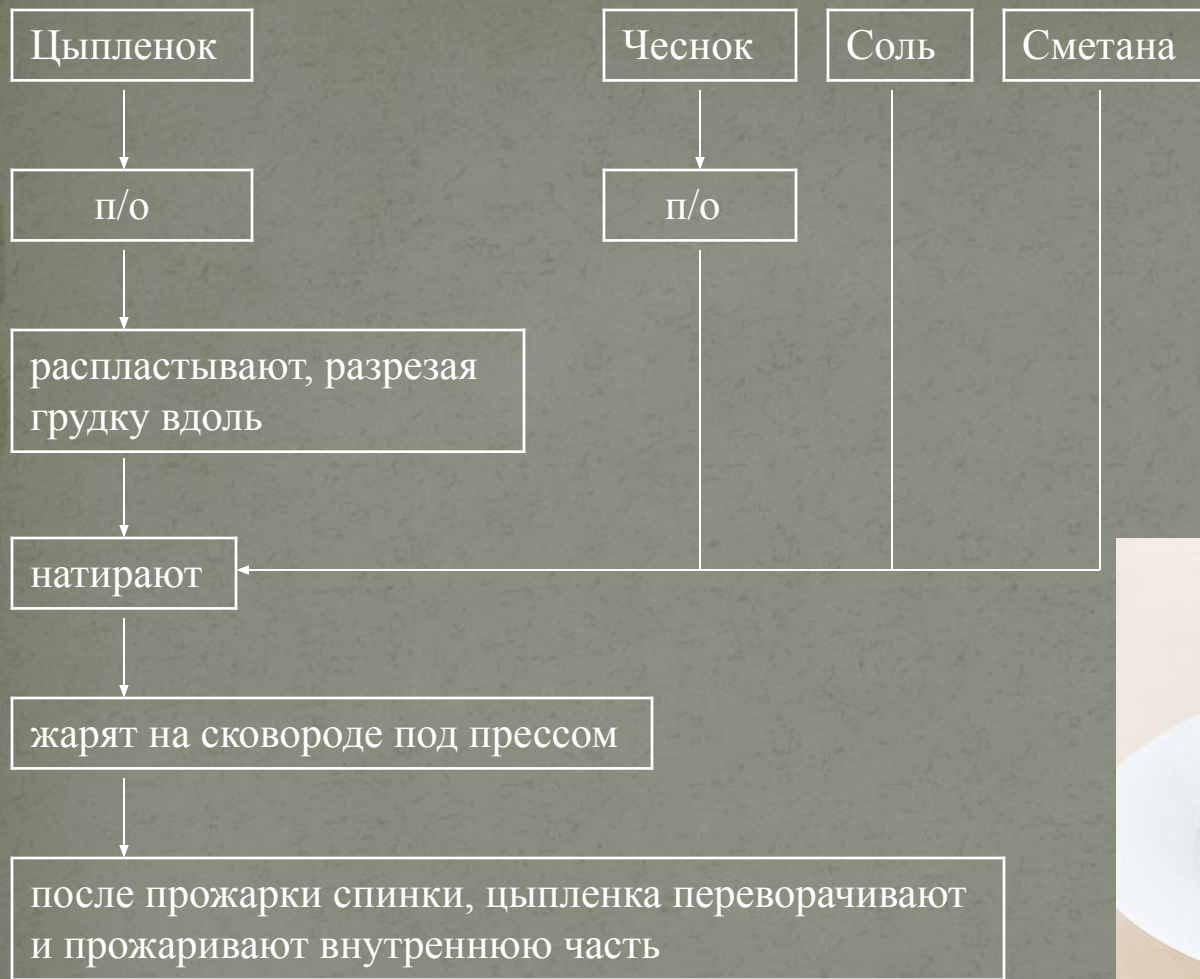 Цыпленок
Чеснок
Соль
Сметана
п/о
п/о
распластывают, разрезая
грудку вдоль
натирают
жарят на сковороде под прессом
после прожарки спинки, цыпленка переворачивают
и прожаривают внутреннюю часть